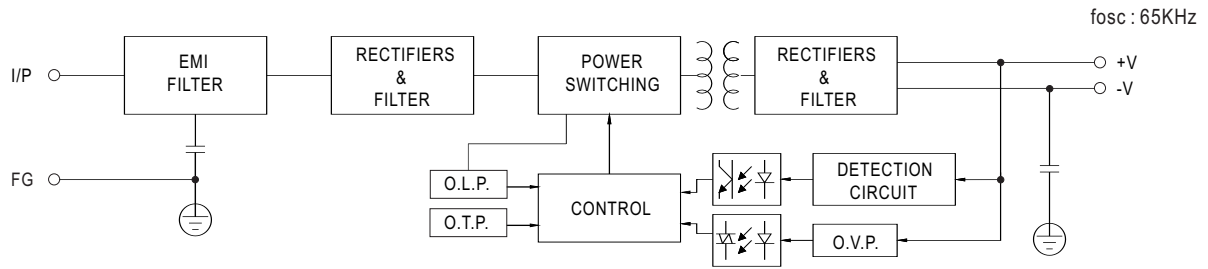 fosc : 65KHz
I/P
EMI
FILTER
RECTIFIERS
&
FILTER
POWER
SWITCHING
RECTIFIERS
&
FILTER
+V
-V
FG
O.L.P.
O.T.P.
CONTROL
DETECTION
CIRCUIT
O.V.P.